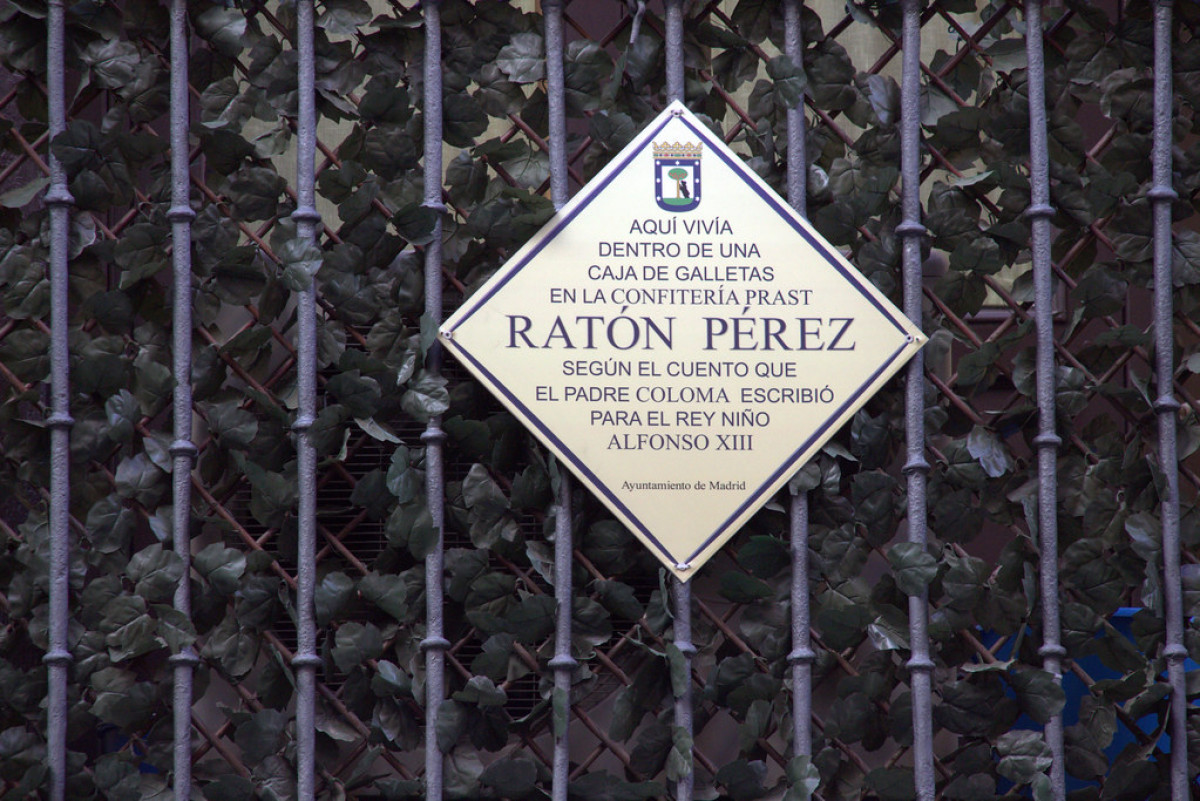 AQUÍ VIVÍA
DENTRO DE UNA
CAJA DE GALLETAS
EN LA CONFITERÍA PRAST
RATÓN PÉREZ
SEGÚN EL CUENTO QUE
EL PADRE COLOMA ESCRIBIÓ
PARA EL REY NIÑO
ALFONSO XIII
Ayuntamiento de Madrid